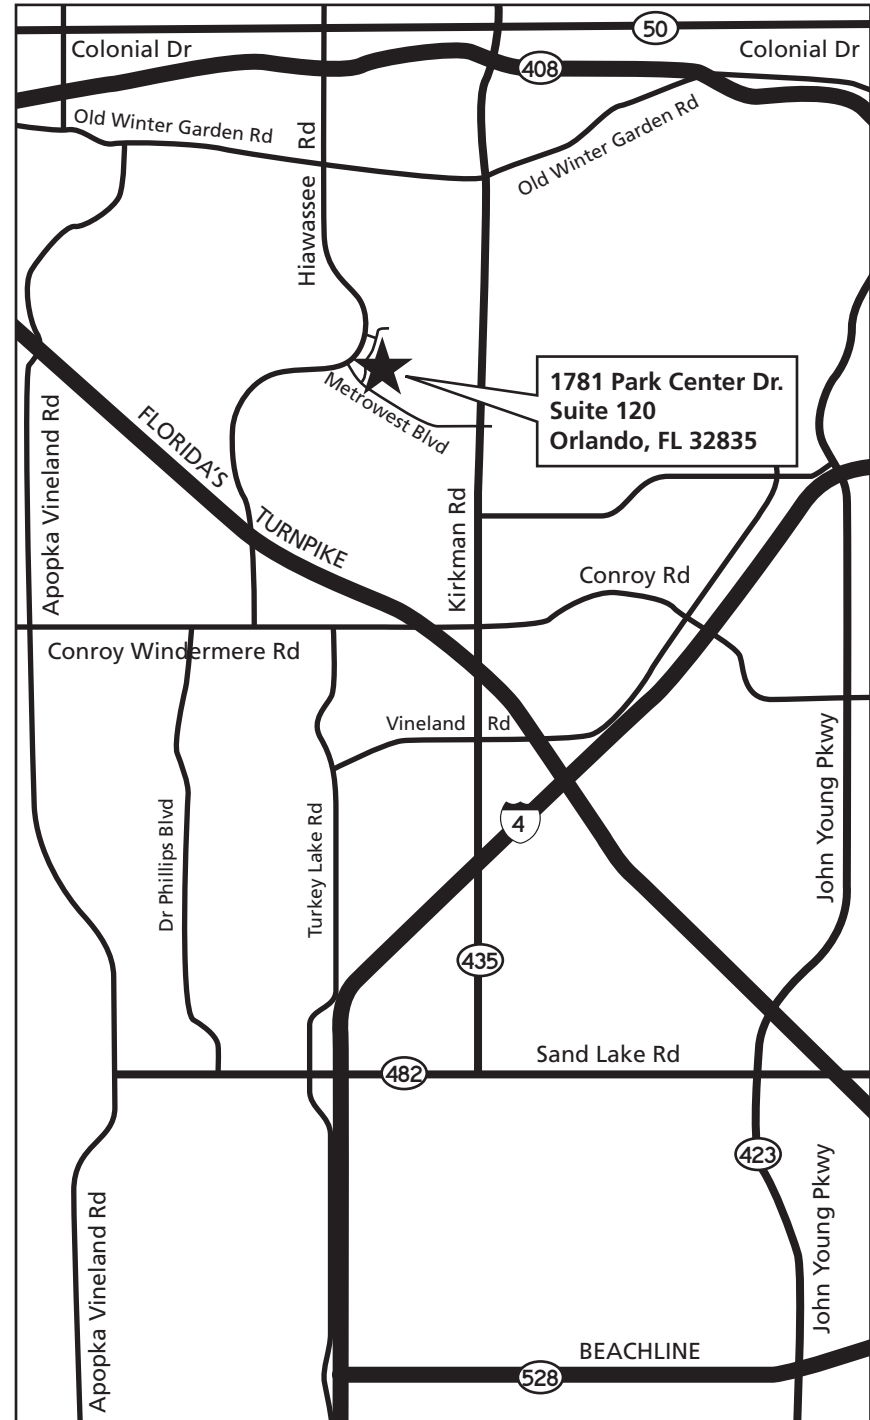 50
Colonial Dr
Colonial Dr
408
Old Winter Garden Rd
Old Winter Garden Rd
Hiawassee Rd
1781 Park Center Dr.
Suite 120
Orlando, FL 32835
Metrowest Blvd
FLORIDA'S
TURNPIKE
Apopka Vineland Rd
Kirkman Rd
Conroy Rd
Conroy Windermere Rd
Vineland Rd
John Young Pkwy
Dr Phillips Blvd
Turkey Lake Rd
4
435
Sand Lake Rd
482
423
John Young Pkwy
Apopka Vineland Rd
BEACHLINE
528